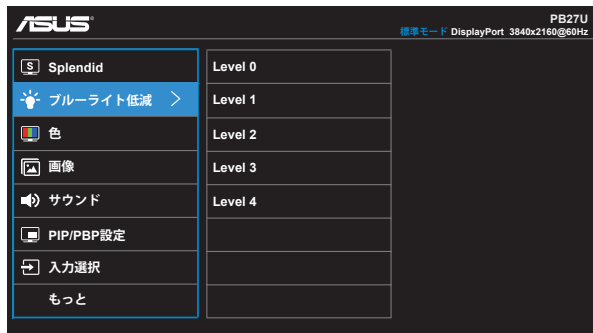 ASUS
PB27U
標準モード DisplayPort 3840x2160@60Hz
Splendid
ブルーライト低減
色
画像
サウンド
PIP/PBP設定
入力選択
もっと
Level 0
Level 1
Level 2
Level 3
Level 4